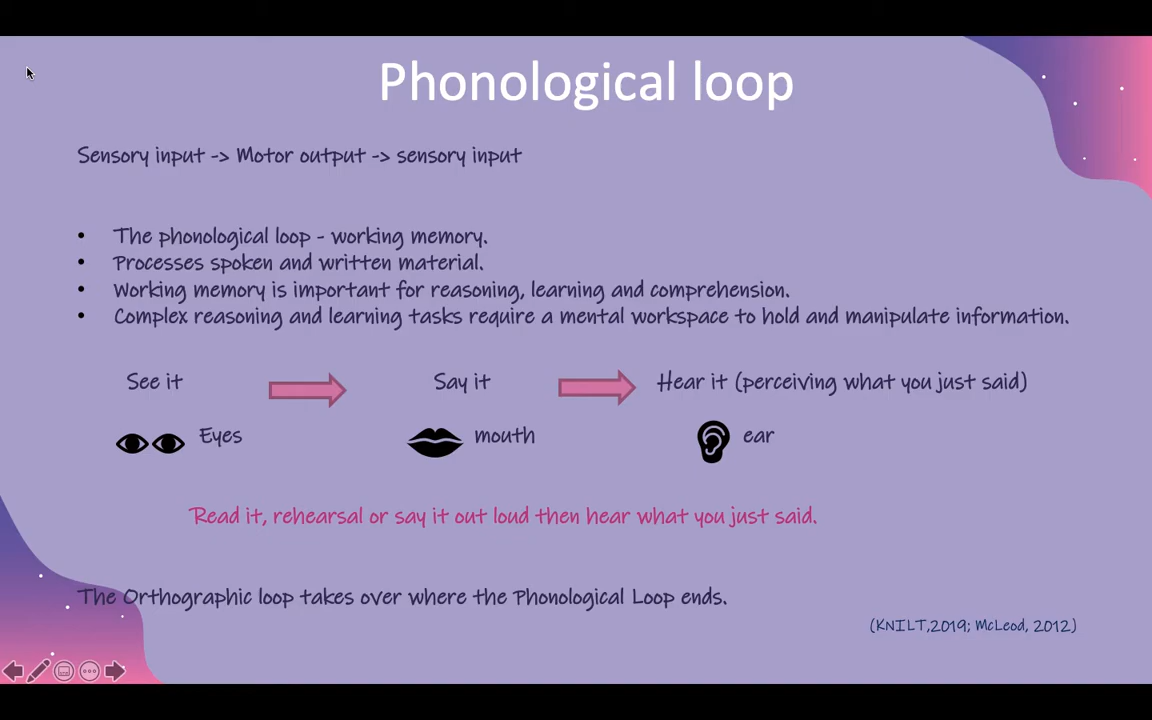 Phonological loop
Sensory input -> Motor output -> sensory input
• The phonological loop - working memory.
• Processes spoken and written material.
• Working memory is important for reasoning, learning and comprehension.
• Complex reasoning and learning tasks require a mental workspace to hold and manipulate information.
See it Say it Hear it (perceiving what you just said)
Eyes mouth ear
Read it, rehearsal or say it out loud then hear what you just said.
The Orthographic loop takes over where the Phonological Loop ends.
(KNILT,2019; McLeod, 2012)